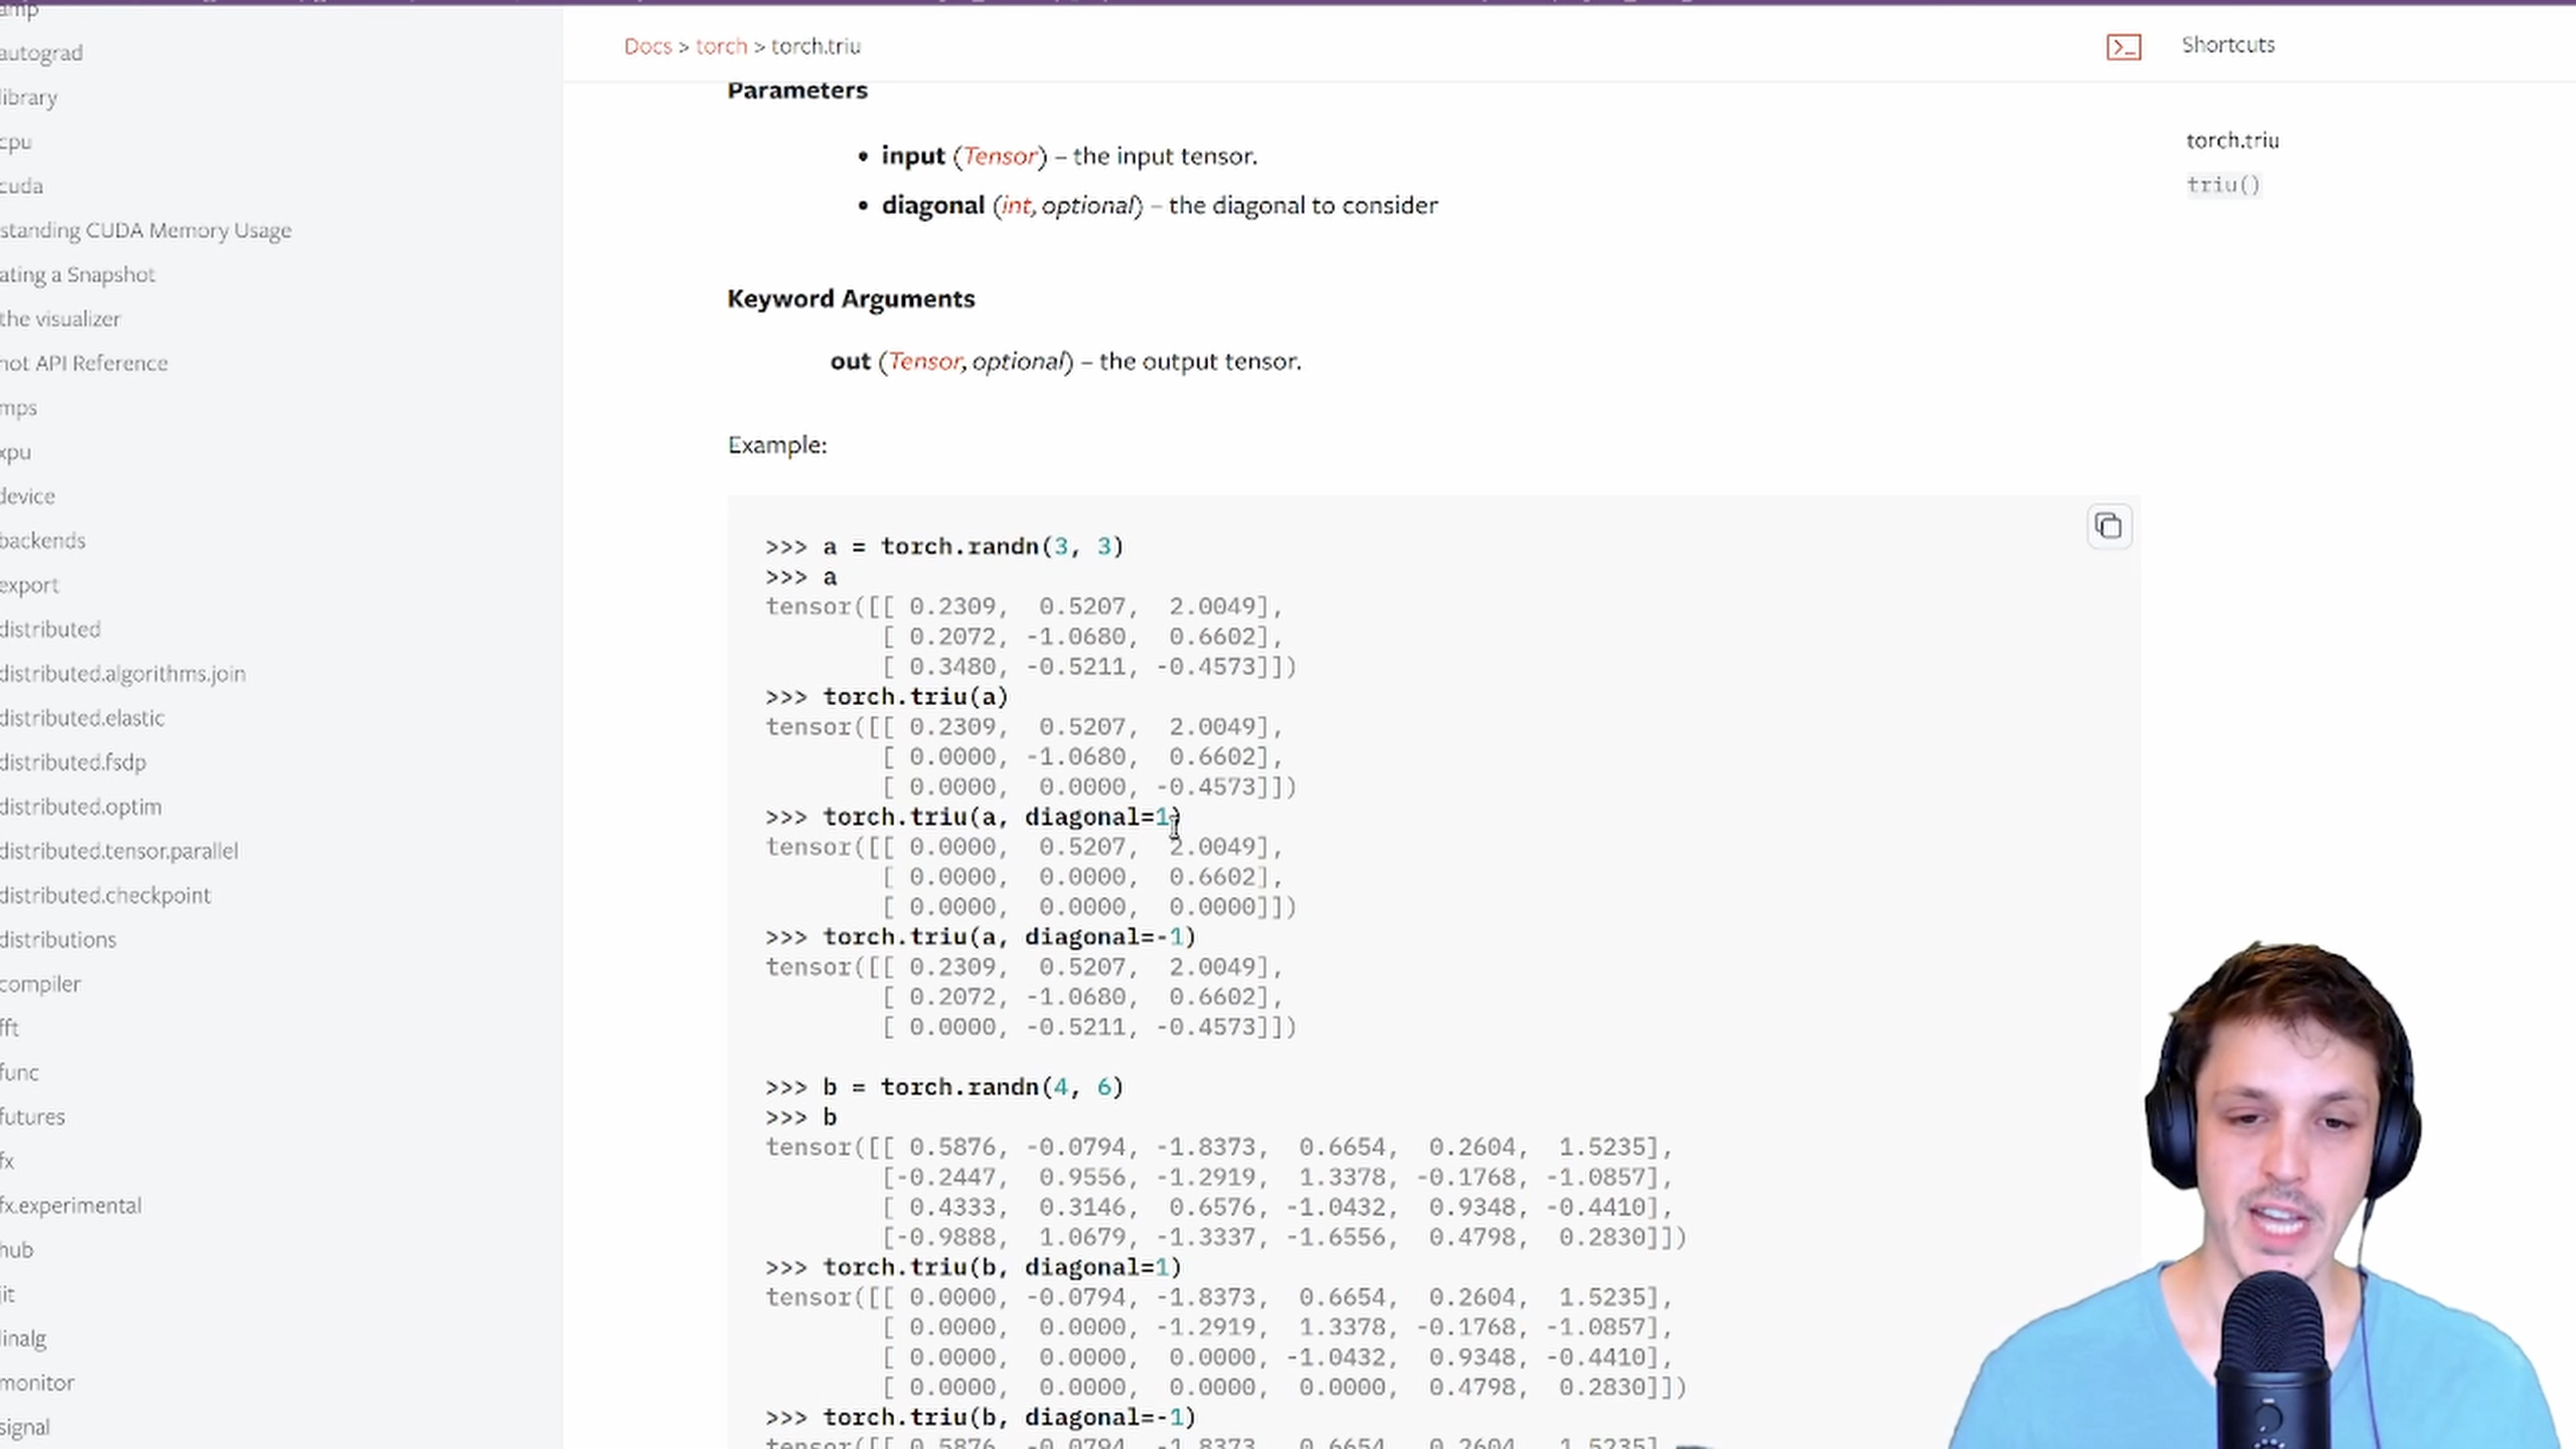 amp
autograd
library
cpu
cuda
standing CUDA Memory Usage
ating a Snapshot
the visualizer
not API Reference
mps
xpu
device
backends
export
distributed
distributed.algorithms.join
distributed.elastic
distributed.fsdp
distributed.optim
distributed.tensor.parallel
distributed.checkpoint
distributions
compiler
fft
func
futures
fx
fx.experimental
hub
jit
linalg
monitor
signal
Docs > torch > torch.triu
Shortcuts
Parameters
• input (Tensor) – the input tensor.
• diagonal (int, optional) – the diagonal to consider
Keyword Arguments
out (Tensor, optional) – the output tensor.
Example:
>>> a = torch.randn(3, 3)
>>> a
tensor([[ 0.2309, 0.5207, 2.0049],
[ 0.2072, -1.0680, 0.6602],
[ 0.3480, -0.5211, -0.4573]])
>>> torch.triu(a)
tensor([[ 0.2309, 0.5207, 2.0049],
[ 0.0000, -1.0680, 0.6602],
[ 0.0000, 0.0000, -0.4573]])
>>> torch.triu(a, diagonal=1)
tensor([[ 0.0000, 0.5207, 2.0049],
[ 0.0000, 0.0000, 0.6602],
[ 0.0000, 0.0000, 0.0000]])
>>> torch.triu(a, diagonal=-1)
tensor([[ 0.2309, 0.5207, 2.0049],
[ 0.2072, -1.0680, 0.6602],
[ 0.0000, -0.5211, -0.4573]])
>>> b = torch.randn(4, 6)
>>> b
tensor([[ 0.5876, -0.0794, -1.8373, 0.6654, 0.2604, 1.5235],
[-0.2447, 0.9556, -1.2919, 1.3378, -0.1768, -1.0857],
[ 0.4333, 0.3146, 0.6576, -1.0432, 0.9348, -0.4410],
[-0.9888, 1.0679, -1.3337, -1.6556, 0.4798, 0.2830]])
>>> torch.triu(b, diagonal=1)
tensor([[ 0.0000, -0.0794, -1.8373, 0.6654, 0.2604, 1.5235],
[ 0.0000, 0.0000, -1.2919, 1.3378, -0.1768, -1.0857],
[ 0.0000, 0.0000, 0.0000, -1.0432, 0.9348, -0.4410],
[ 0.0000, 0.0000, 0.0000, 0.0000, 0.4798, 0.2830]])
>>> torch.triu(b, diagonal=-1)
tensor([[ 0.5876, -0.0794, -1.8373, 0.6654, 0.2604, 1.5235],
torch.triu
triu()